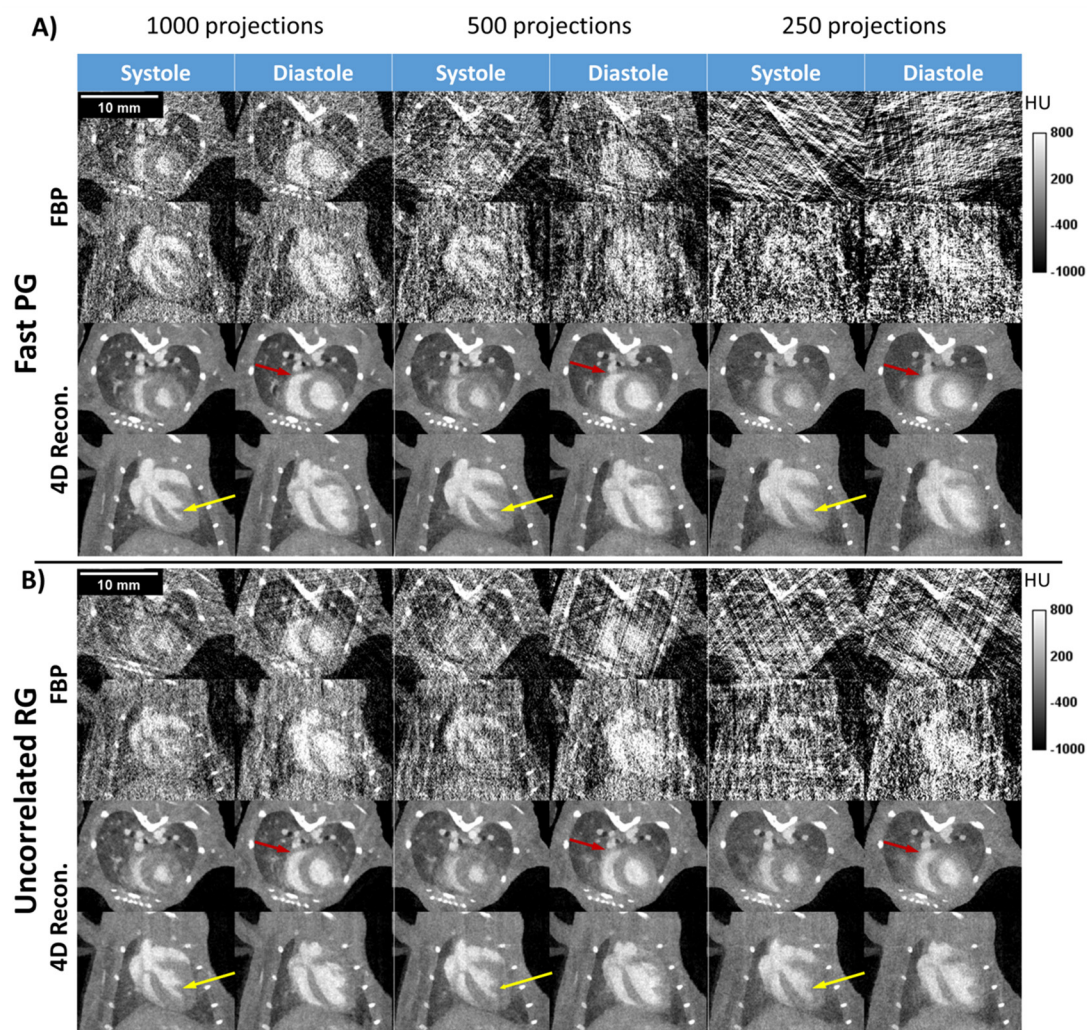 A)
1000 projections 500 projections 250 projections
Systole Diastole Systole Diastole Systole Diastole
10 mm
HU
800
200
-400
-1000
Fast PG
FBP
4D Recon.
B)
10 mm
HU
800
200
-400
-1000
Uncorrelated RG
FBP
4D Recon.